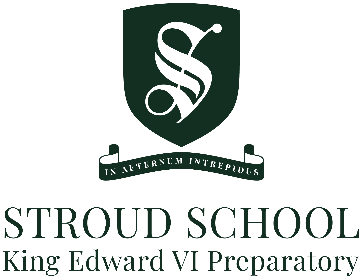 S
IN AETERNUM INTREPIDUS
STROUD SCHOOL
King Edward VI Preparatory